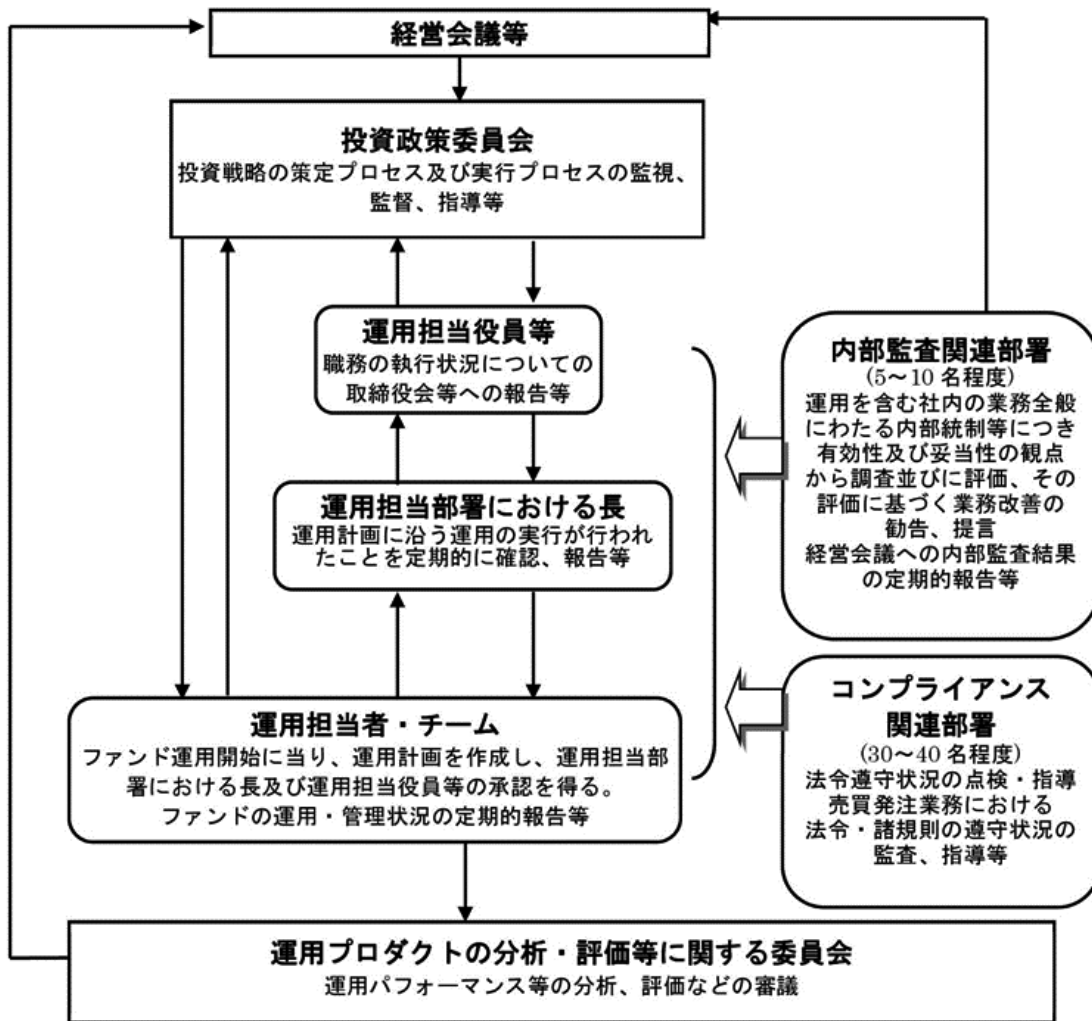 経営会議等
投資政策委員会
投資戦略の策定プロセス及び実行プロセスの監視、
監督、指導等
運用担当役員等
職務の執行状況についての
取締役会等への報告等
運用担当部署における長
運用計画に沿う運用の実行が行われ
たことを定期的に確認、報告等
運用担当者・チーム
ファンド運用開始に当り、運用計画を作成し、運用担当部
署における長及び運用担当役員等の承認を得る。
ファンドの運用・管理状況の定期的報告等
内部監査関連部署
(5～10 名程度)
運用を含む社内の業務全般
にわたる内部統制等につき
有効性及び妥当性の観点
から調査並びに評価、その
評価に基づく業務改善の
勧告、提言
経営会議への内部監査結果
の定期的報告等
コンプライアンス
関連部署
(30～40 名程度)
法令遵守状況の点検・指導
売買発注業務における
法令・諸規則の遵守状況の
監査、指導等
運用プロダクトの分析・評価等に関する委員会
運用パフォーマンス等の分析、評価などの審議